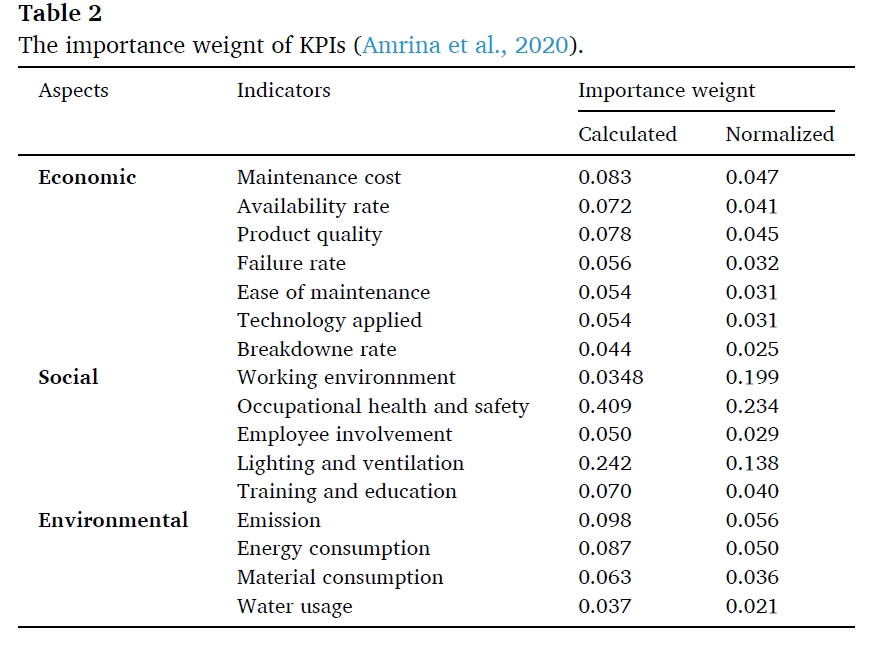 Table 2
The importance weignt of KPIs (Amrina et al., 2020).
Aspects Indicators Importance weignt
Calculated Normalized
Economic Maintenance cost 0.083 0.047
Availability rate 0.072 0.041
Product quality 0.078 0.045
Failure rate 0.056 0.032
Ease of maintenance 0.054 0.031
Technology applied 0.054 0.031
Breakdowne rate 0.044 0.025
Social Working environnment 0.0348 0.199
Occupational health and safety 0.409 0.234
Employee involvement 0.050 0.029
Lighting and ventilation 0.242 0.138
Training and education 0.070 0.040
Environmental Emission 0.098 0.056
Energy consumption 0.087 0.050
Material consumption 0.063 0.036
Water usage 0.037 0.021